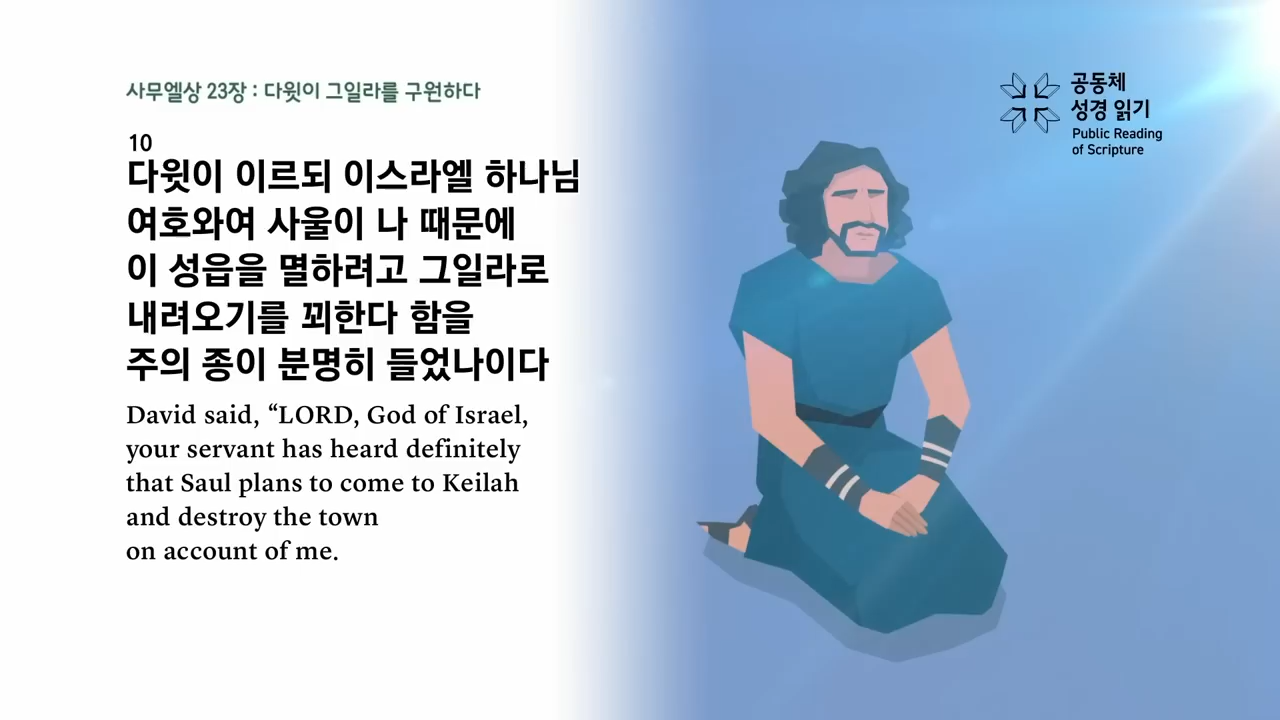 사무엘상 23장 : 다윗이 그일라를 구원하다
10
다윗이 이르되 이스라엘 하나님
여호와여 사울이 나 때문에
이 성읍을 멸하려고 그일라로
내려오기를 꾀한다 함을
주의 종이 분명히 들었나이다
David said, “LORD, God of Israel,
your servant has heard definitely
that Saul plans to come to Keilah
and destroy the town
on account of me.
공동체
성경 읽기
Public Reading
of Scripture